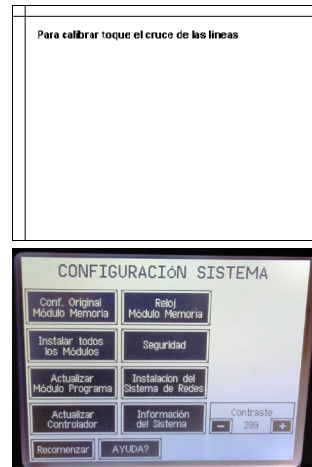 Para calibrar toque el cruce de las lineas
CONFIGURACIÓN SISTEMA
Conf. Original
Módulo Memoria
Reloj
Módulo Memoria
Instalar todos
los Módulos
Seguridad
Actualizar
Módulo Programa
Instalacion del
Sistema de Redes
Actualizar
Controlador
Información
del Sistema
Contraste
- 299 +
Recomenzar
AYUDA?